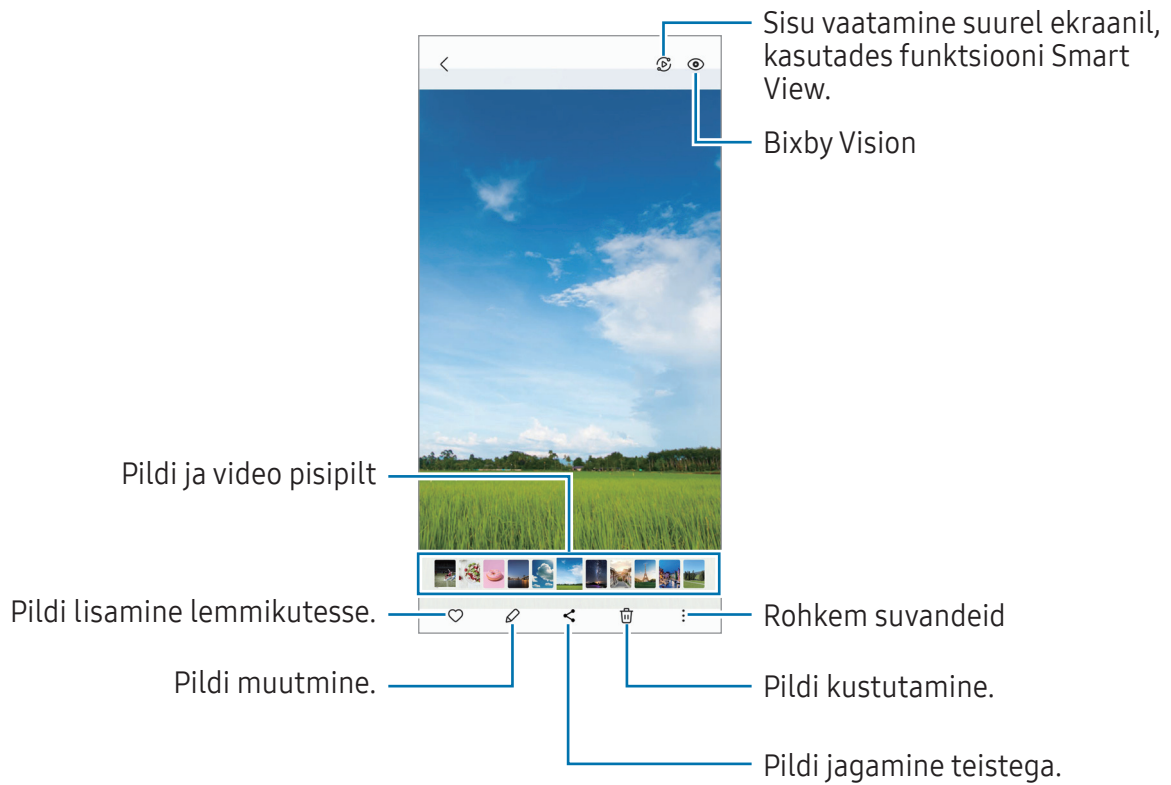 Sisu vaatamine suurel ekraanil,
kasutades funktsiooni Smart
View.
Bixby Vision
Pildi ja video pisipilt
Pildi lisamine lemmikutesse.
Rohkem suvandeid
Pildi muutmine.
Pildi kustutamine.
Pildi jagamine teistega.